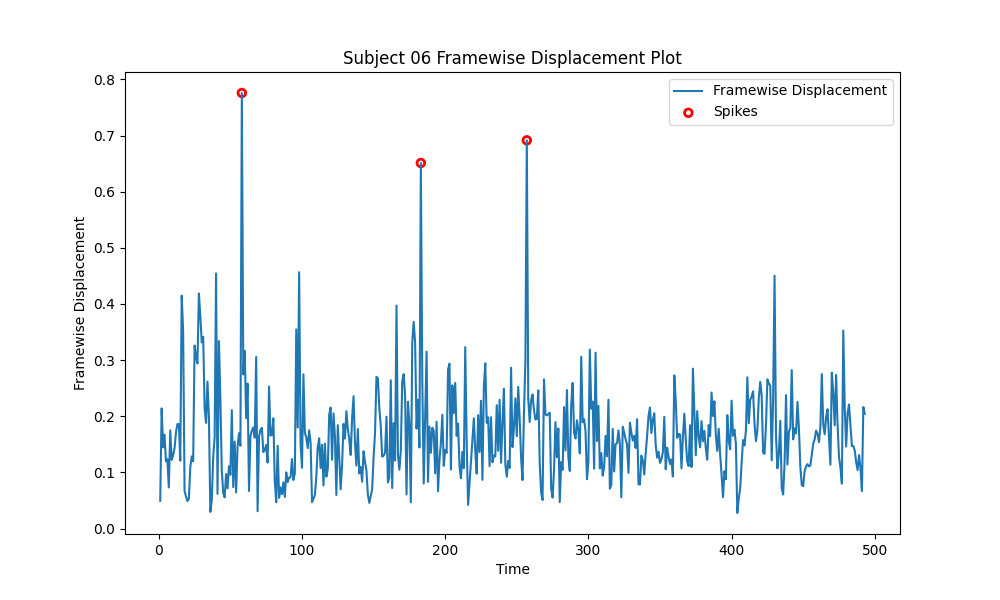 Subject 06 Framewise Displacement Plot
Framewise Displacement
Spikes
0.8
0.7
0.6
0.5
0.4
0.3
0.2
0.1
0.0
Framewise Displacement
0 100 200 300 400 500
Time